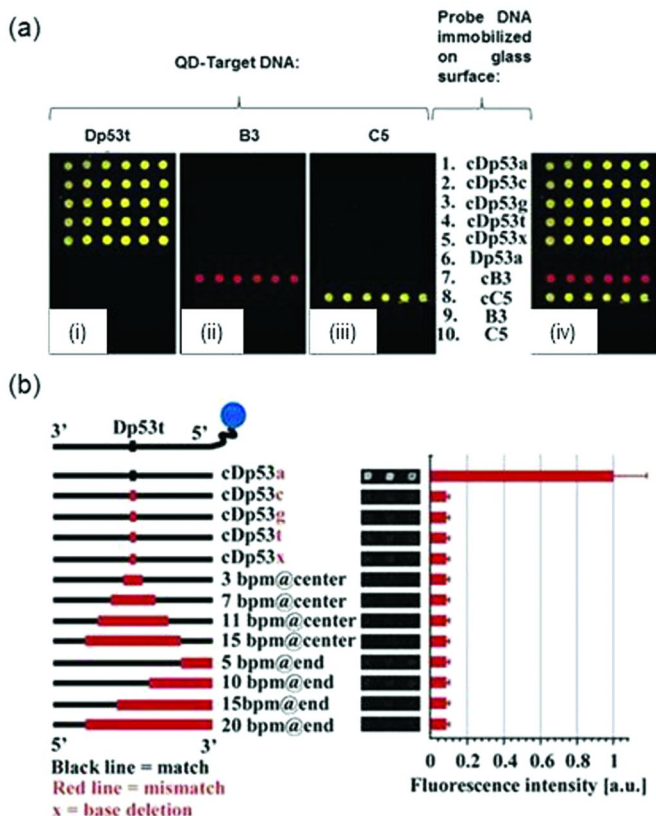 (a)
QD-Target DNA:
Probe DNA
immobilized
on glass
surface:
Dp53t B3 C5
1. cDp53a
2. cDp53c
3. cDp53g
4. cDp53t
5. cDp53x
6. Dp53a
7. cB3
8. cC5
9. B3
10. C5
(i) (ii) (iii) (iv)
(b)
3' Dp53t 5'
cDp53a
cDp53c
cDp53g
cDp53t
cDp53x
3 bpm@center
7 bpm@center
11 bpm@center
15 bpm@center
5 bpm@end
10 bpm@end
15bpm@end
20 bpm@end
5' 3'
0 0.2 0.4 0.6 0.8 1
Fluorescence intensity [a.u.]
Black line = match
Red line = mismatch
x = base deletion